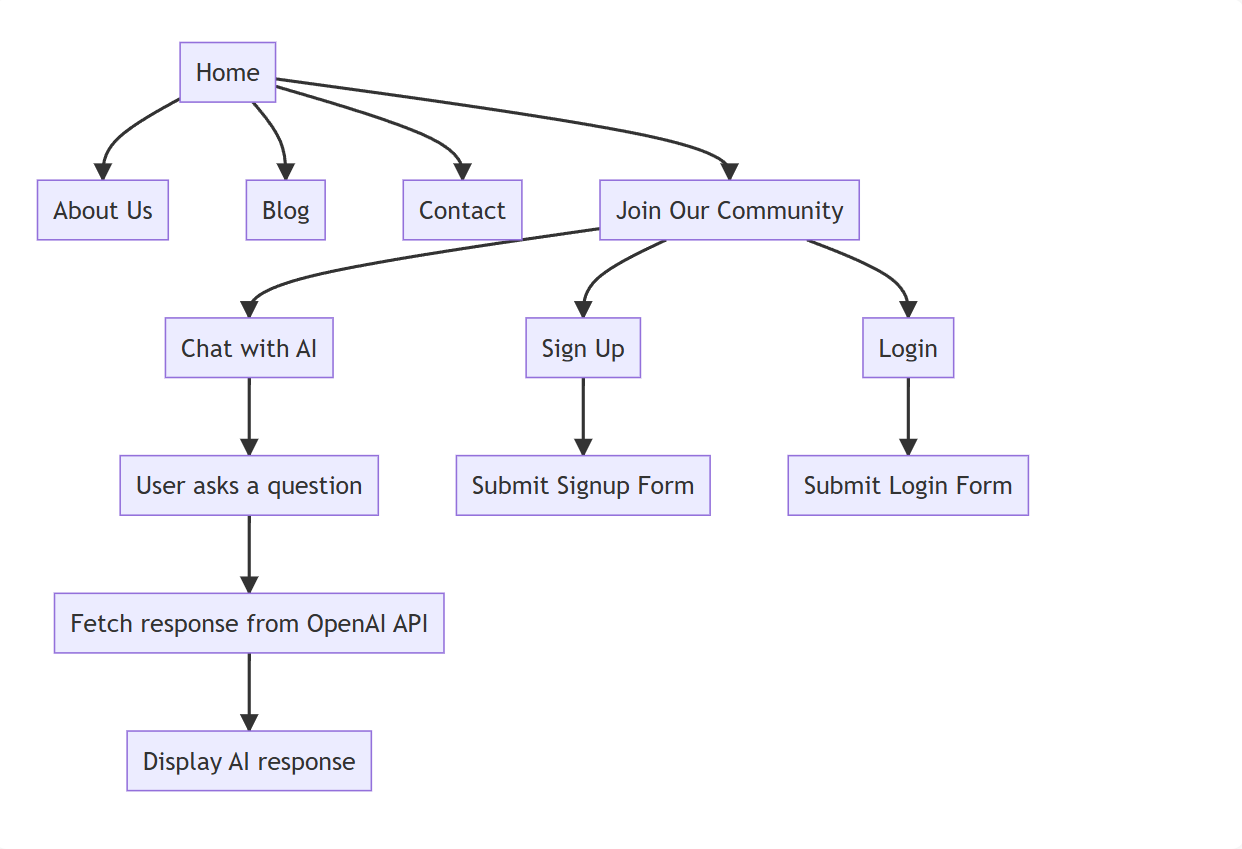 Home
About Us
Blog
Contact
Join Our Community
Chat with AI
Sign Up
Login
User asks a question
Submit Signup Form
Submit Login Form
Fetch response from OpenAI API
Display AI response